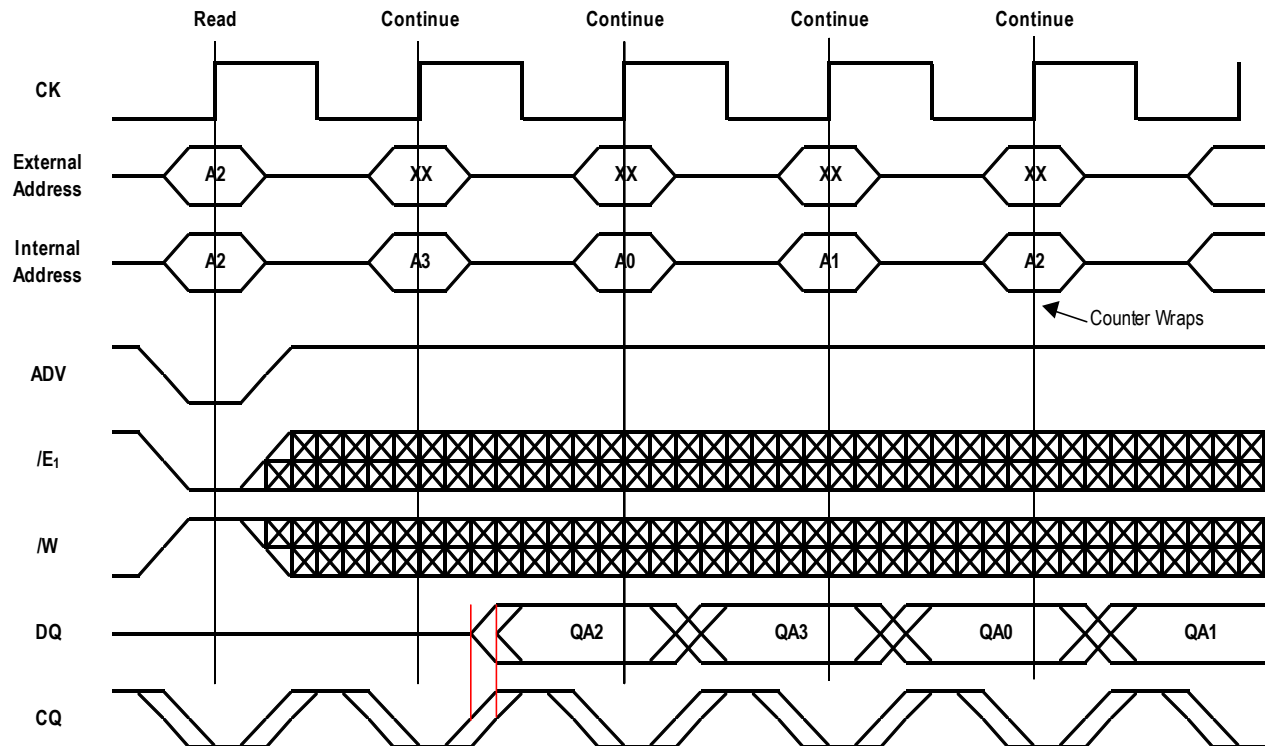 Read Continue Continue Continue Continue
CK
External
Address
A2 XX XX XX XX
Internal
Address
A2 A3 A0 A1 A2
Counter Wraps
ADV
/E₁
/W
DQ QA2 QA3 QA0 QA1
CQ